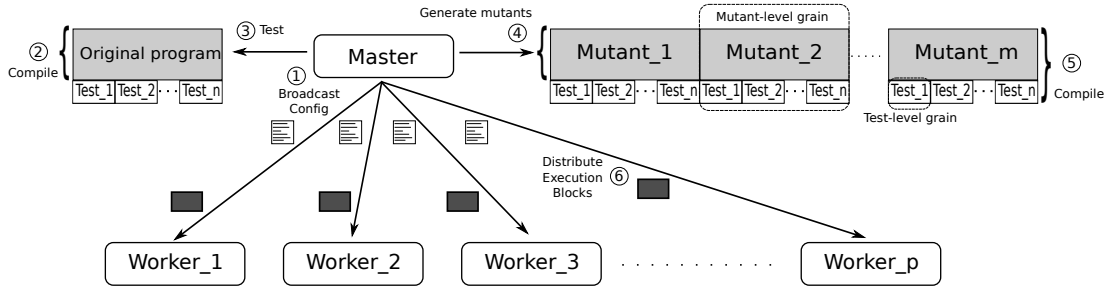 ② Compile
Original program
Test_1 Test_2 ··· Test_n
③ Test
Master
① Broadcast
Config
Generate mutants
④
Mutant-level grain
Mutant_1 Mutant_2 ..... Mutant_m
Test_1 Test_2 ··· Test_n Test_1 Test_2 ··· Test_n Test_1 Test_2 ··· Test_n
Test-level grain
⑤
Compile
Distribute
Execution ⑥
Blocks
Worker_1 Worker_2 Worker_3 . . . . . . . . . . . Worker_p